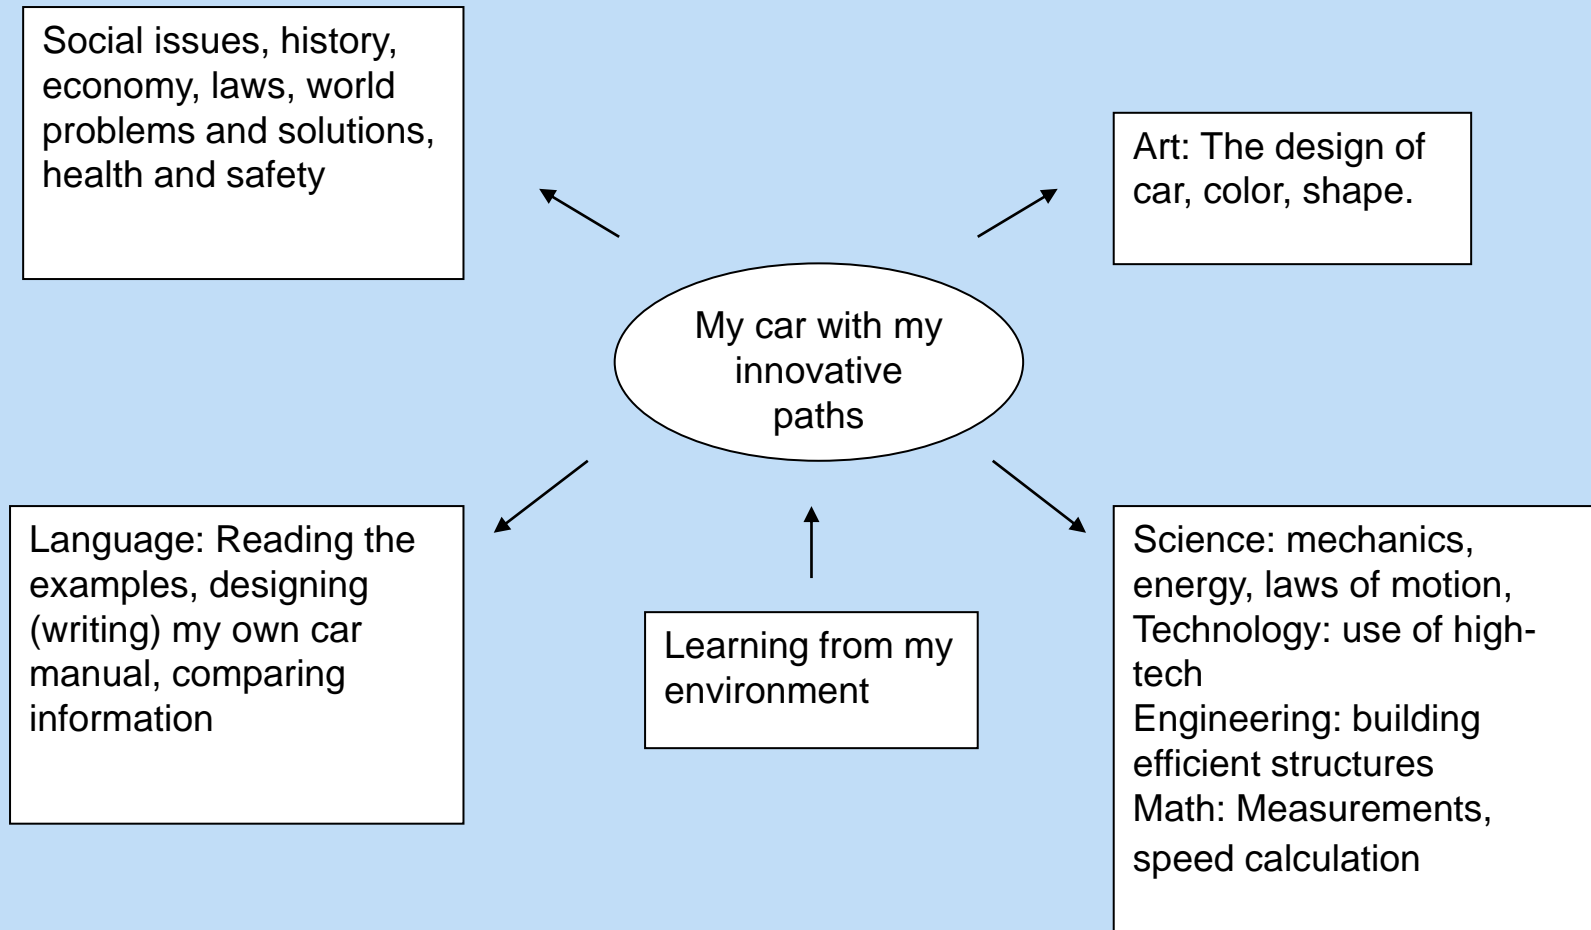 Social issues, history,
economy, laws, world
problems and solutions,
health and safety
Art: The design of
car, color, shape.
My car with my
innovative
paths
Language: Reading the
examples, designing
(writing) my own car
manual, comparing
information
Learning from my
environment
Science: mechanics,
energy, laws of motion,
Technology: use of high-
tech
Engineering: building
efficient structures
Math: Measurements,
speed calculation